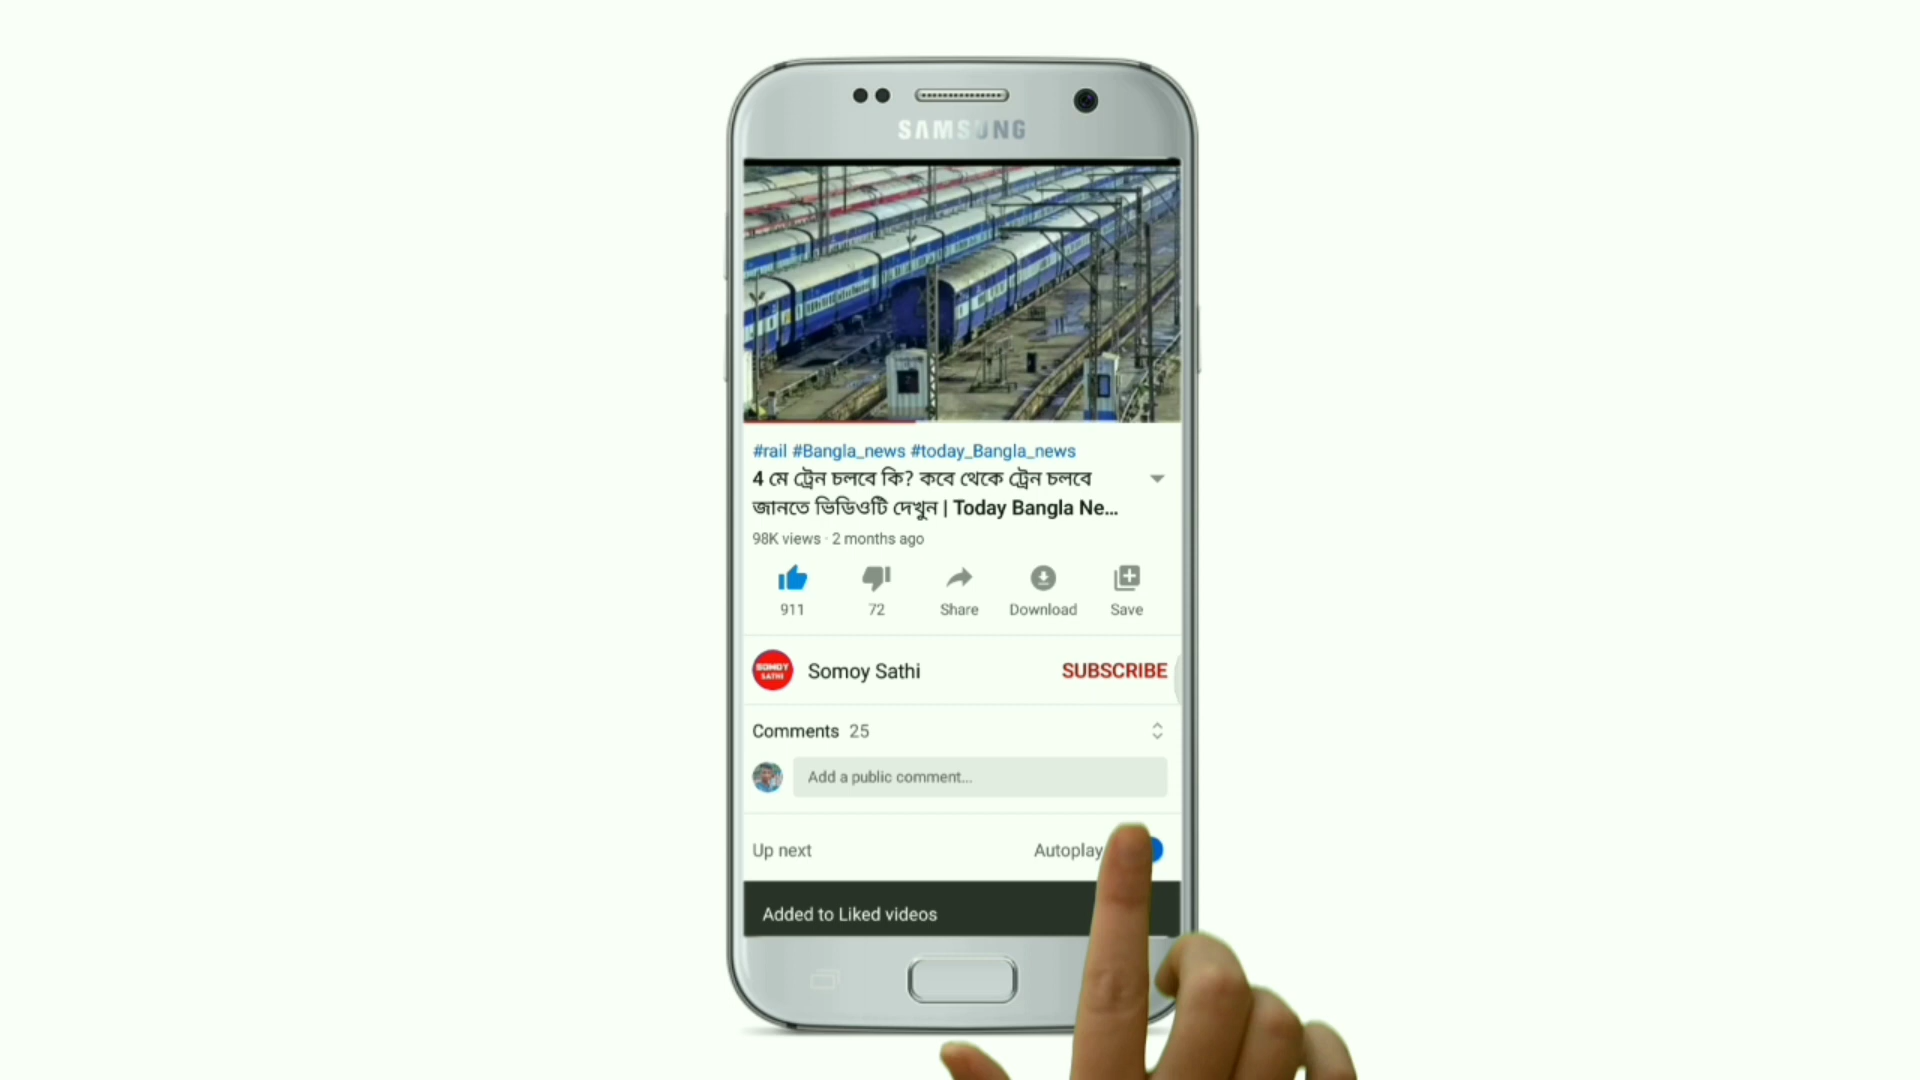 SAMSUNG
#rail #Bangla_news #today_Bangla_news
4 মে ট্রেন চলবে কি? কবে থেকে ট্রেন চলবে
জানতে ভিডিওটি দেখুন | Today Bangla Ne...
98K views · 2 months ago
911 72 Share Download Save
SOMOY
SATHI
Somoy Sathi SUBSCRIBE
Comments 25
Add a public comment...
Up next Autoplay
Added to Liked videos